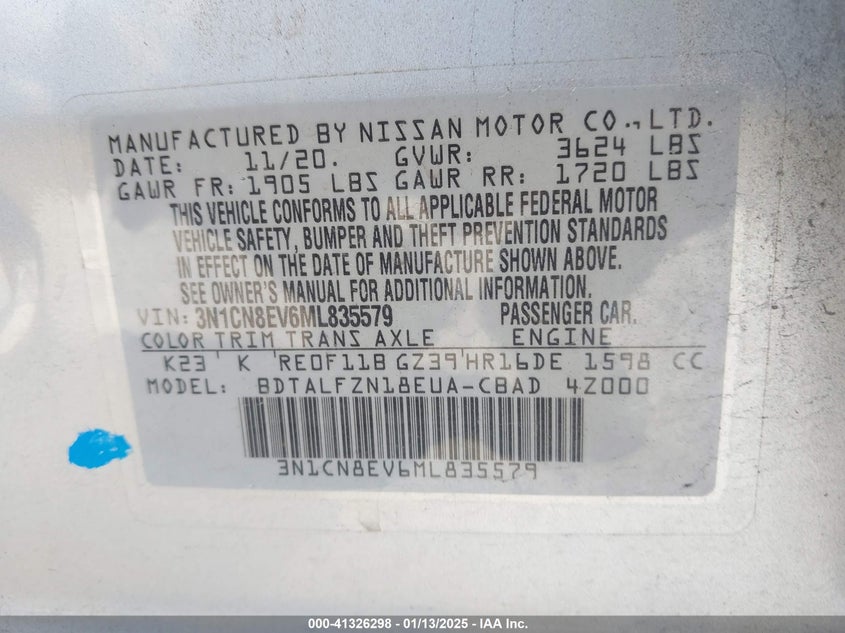 MANUFACTURED BY NISSAN MOTOR CO., LTD.
DATE: 11/20. GVWR: 3624 LBS
GAWR FR: 1905 LBS GAWR RR: 1720 LBS
THIS VEHICLE CONFORMS TO ALL APPLICABLE FEDERAL MOTOR
VEHICLE SAFETY, BUMPER AND THEFT PREVENTION STANDARDS
IN EFFECT ON THE DATE OF MANUFACTURE SHOWN ABOVE.
SEE OWNER'S MANUAL FOR ADDITIONAL INFORMATION.
VIN: 3N1CN8EV6ML835579 PASSENGER CAR.
COLOR TRIM TRANS AXLE ENGINE
K23 K RE0F11B GZ39 HR16DE 1598 CC
MODEL: BDTALFZN18EUA-CBAD 4Z000
3N1CN8EV6ML835579
000-41326298 - 01/13/2025 - IAA Inc.